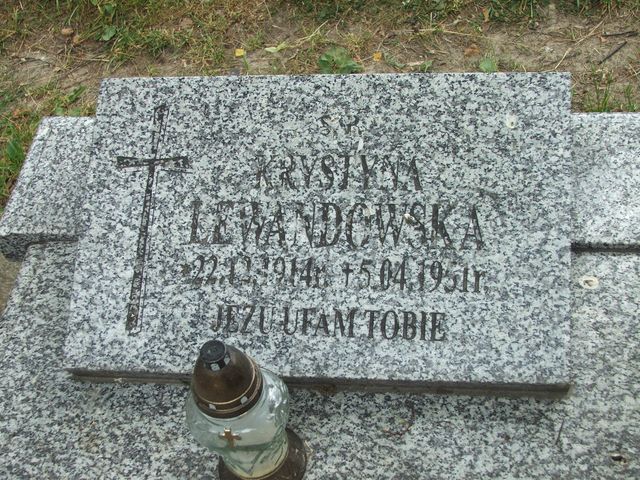 Ś.P.
KRYSTYNA
LEWANDOWSKA
*22.12.1914r. +5.04.1951r.
JEZU UFAM TOBIE